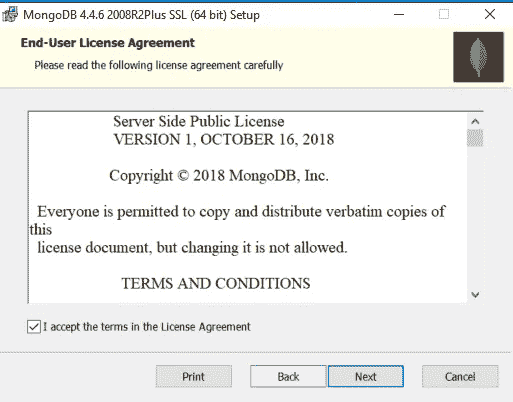 MongoDB 4.4.6 2008R2Plus SSL (64 bit) Setup
End-User License Agreement
Please read the following license agreement carefully
Server Side Public License
VERSION 1, OCTOBER 16, 2018
Copyright © 2018 MongoDB, Inc.
Everyone is permitted to copy and distribute verbatim copies of
this
license document, but changing it is not allowed.
TERMS AND CONDITIONS
I accept the terms in the License Agreement
Print Back Next Cancel